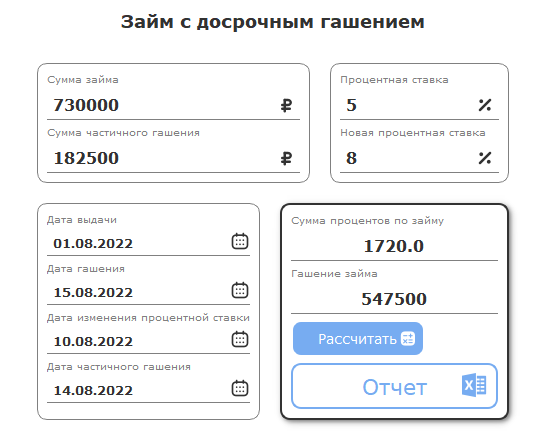 Займ с досрочным гашением
Сумма займа
730000 ₽
Сумма частичного гашения
182500 ₽
Процентная ставка
5 %
Новая процентная ставка
8 %
Дата выдачи
01.08.2022
Дата гашения
15.08.2022
Дата изменения процентной ставки
10.08.2022
Дата частичного гашения
14.08.2022
Сумма процентов по займу
1720.0
Гашение займа
547500
Рассчитать
Отчет